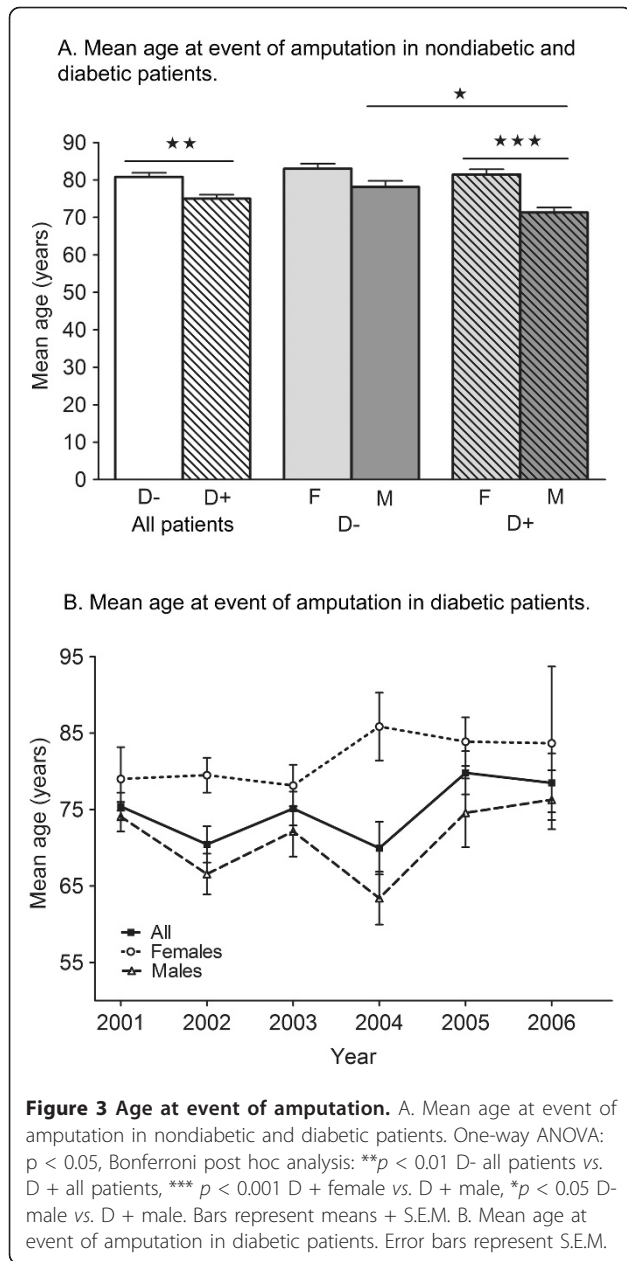 A. Mean age at event of amputation in nondiabetic and
diabetic patients.
★
★★
★★★
90
80
70
60
50
40
30
20
10
0
Mean age (years)
D- D+ F M F M
All patients D- D+
B. Mean age at event of amputation in diabetic patients.
95
85
75
65
55
Mean age (years)
All
Females
Males
2001 2002 2003 2004 2005 2006
Year
Figure 3 Age at event of amputation. A. Mean age at event of
amputation in nondiabetic and diabetic patients. One-way ANOVA:
p < 0.05, Bonferroni post hoc analysis: **p < 0.01 D- all patients vs.
D + all patients, *** p < 0.001 D + female vs. D + male, *p < 0.05 D-
male vs. D + male. Bars represent means + S.E.M. B. Mean age at
event of amputation in diabetic patients. Error bars represent S.E.M.